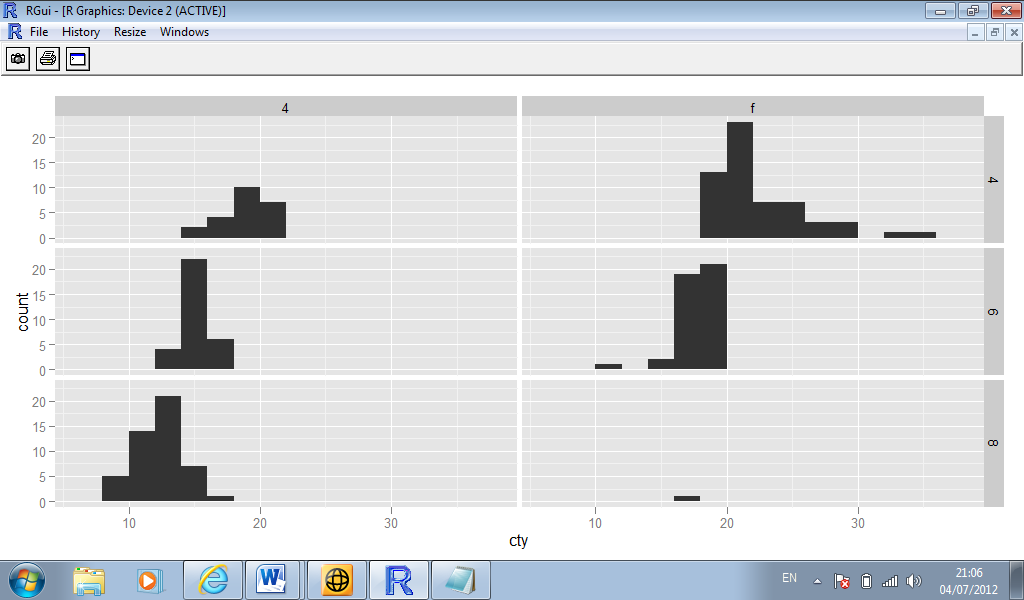 RGui - [R Graphics: Device 2 (ACTIVE)]
File History Resize Windows
4 f
20
15
10
5
0
4
20
15
10
5
0
6
20
15
10
5
0
8
count
10 20 30 10 20 30
cty
EN
21:06
04/07/2012